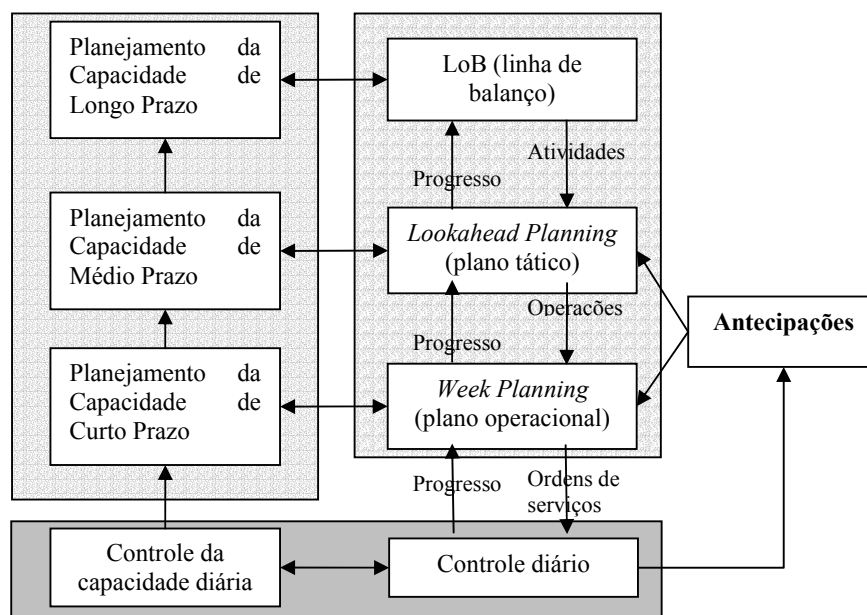 Planejamento da
Capacidade de
Longo Prazo
LoB (linha de
balanço)
Atividades
Progresso
Planejamento da
Capacidade de
Médio Prazo
Lookahead Planning
(plano tático)
Operações
Antecipações
Progresso
Planejamento da
Capacidade de
Curto Prazo
Week Planning
(plano operacional)
Progresso
Ordens de
serviços
Controle da
capacidade diária
Controle diário